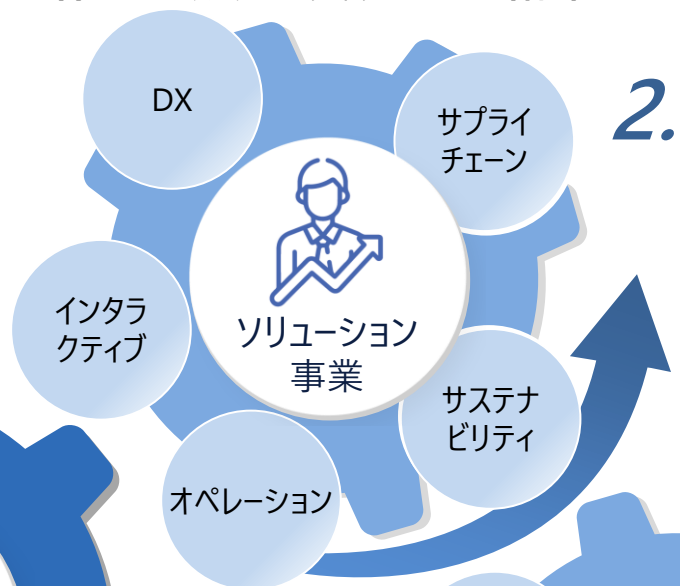 DX
サプライ
チェーン
2.
インタラ
クティブ
ソリューション
事業
サステナ
ビリティ
オペレーション